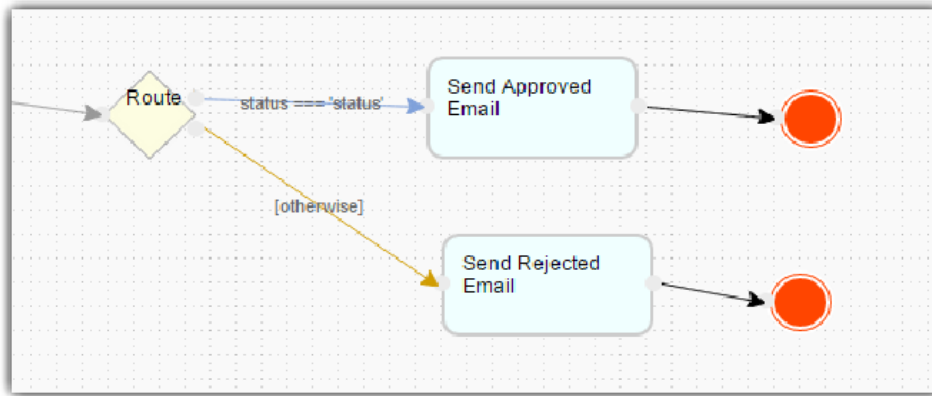 Route
status === 'status'
Send Approved
Email
[otherwise]
Send Rejected
Email